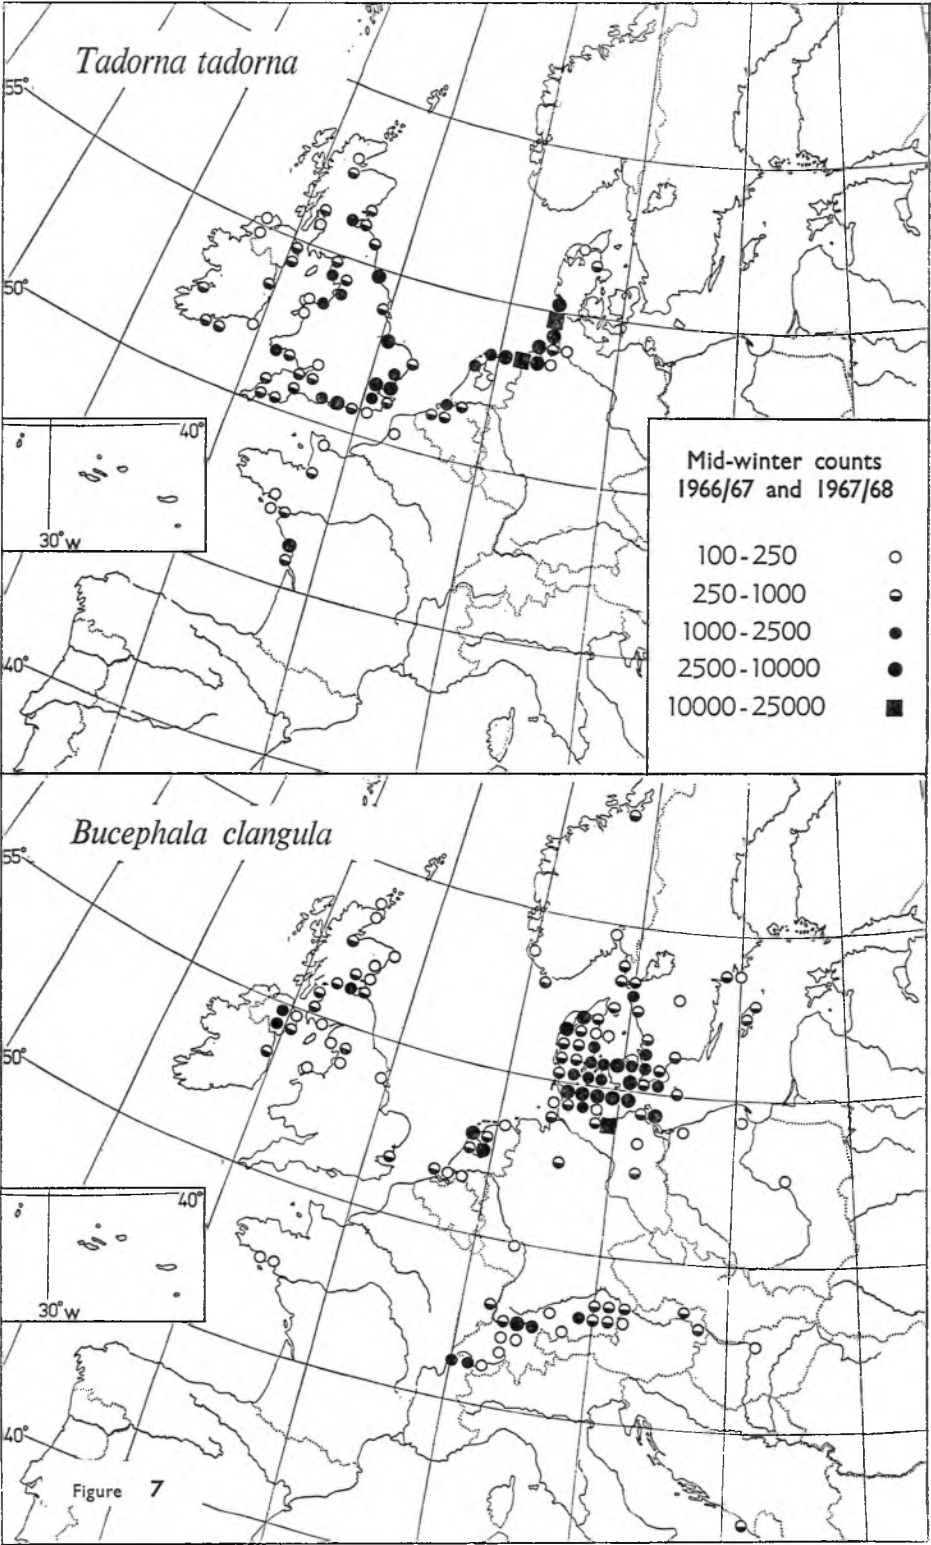 Tadorna tadorna
55°
50°
40°
30°W
40°
Mid-winter counts
1966/67 and 1967/68
100-250
250-1000
1000-2500
2500-10000
10000-25000
Bucephala clangula
55°
50°
40°
30°W
40°
Figure 7